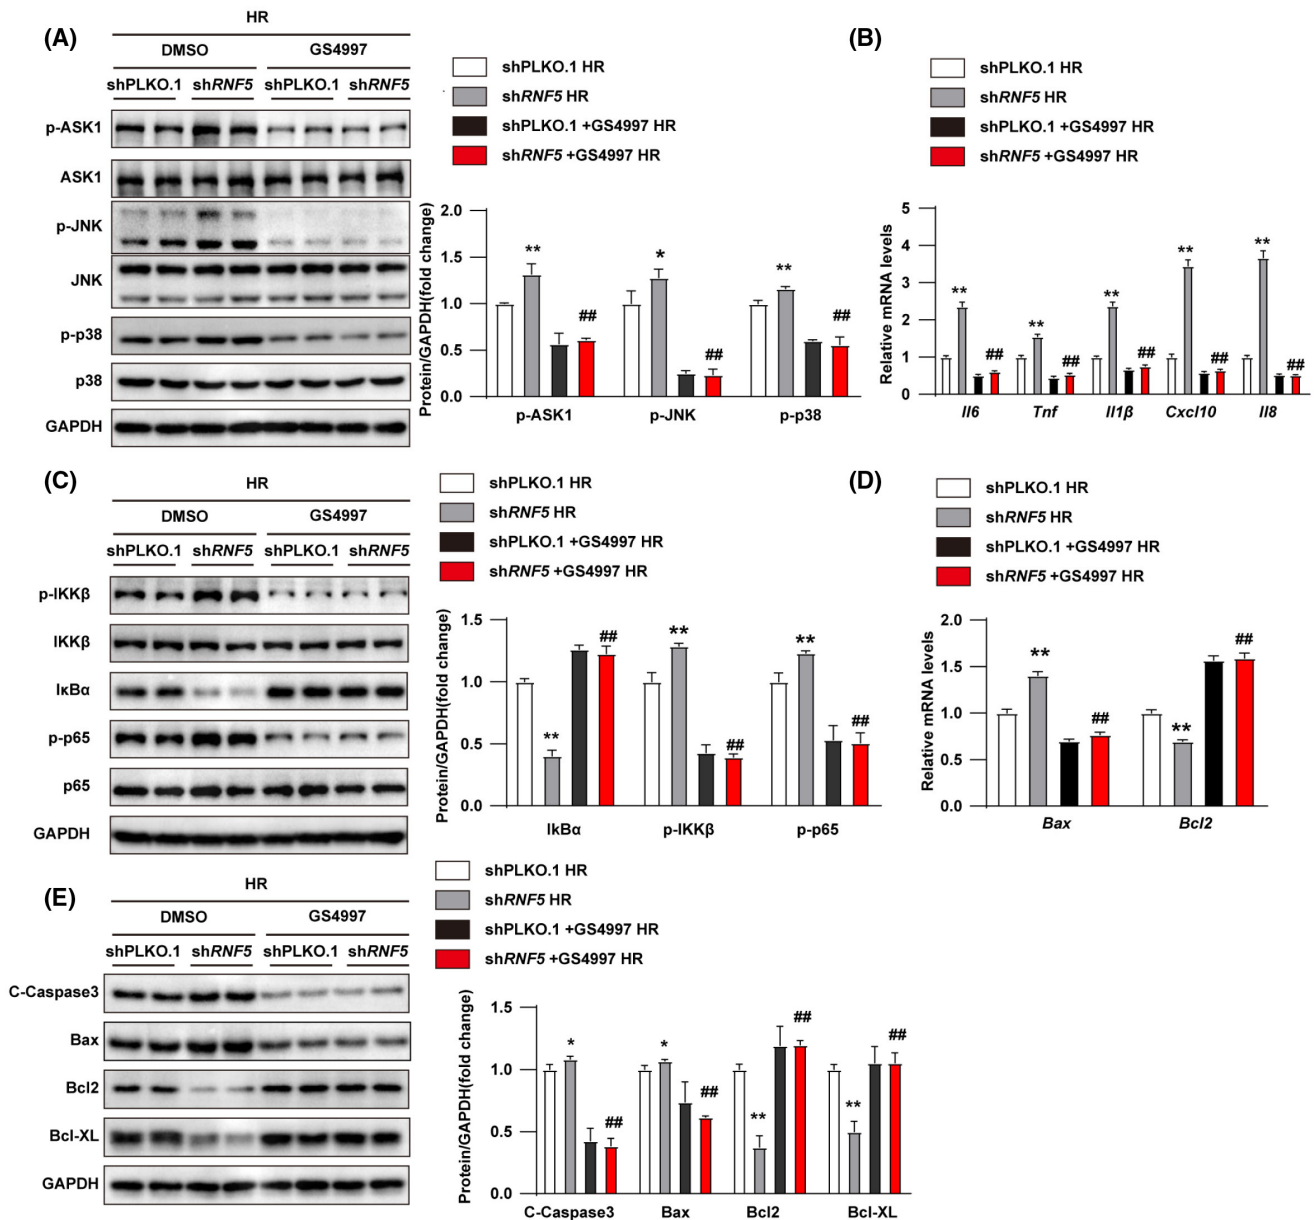 (A)
HR
DMSO GS4997
shPLKO.1 shRNF5 shPLKO.1 shRNF5
p-ASK1
ASK1
p-JNK
JNK
p-p38
p38
GAPDH
shPLKO.1 HR
shRNF5 HR
shPLKO.1 +GS4997 HR
shRNF5 +GS4997 HR
Protein/GAPDH(fold change)
2.0
1.5
1.0
0.5
0.0
** ## * ## ** ##
p-ASK1 p-JNK p-p38
(B)
shPLKO.1 HR
shRNF5 HR
shPLKO.1 +GS4997 HR
shRNF5 +GS4997 HR
Relative mRNA levels
5
4
3
2
1
0
** ## ** ## ** ## ** ## ** ##
Il6 Tnf Il1β Cxcl10 Il8
(C)
HR
DMSO GS4997
shPLKO.1 shRNF5 shPLKO.1 shRNF5
p-IKKβ
IKKβ
IκBα
p-p65
p65
GAPDH
shPLKO.1 HR
shRNF5 HR
shPLKO.1 +GS4997 HR
shRNF5 +GS4997 HR
Protein/GAPDH(fold change)
1.5
1.0
0.5
0.0
** ## ** ## ** ##
IkBα p-IKKβ p-p65
(D)
shPLKO.1 HR
shRNF5 HR
shPLKO.1 +GS4997 HR
shRNF5 +GS4997 HR
Relative mRNA levels
2.0
1.5
1.0
0.5
0.0
** ## ** ##
Bax Bcl2
(E)
HR
DMSO GS4997
shPLKO.1 shRNF5 shPLKO.1 shRNF5
C-Caspase3
Bax
Bcl2
Bcl-XL
GAPDH
shPLKO.1 HR
shRNF5 HR
shPLKO.1 +GS4997 HR
shRNF5 +GS4997 HR
Protein/GAPDH(fold change)
1.5
1.0
0.5
0.0
* ## * ## ** ## ** ##
C-Caspase3 Bax Bcl2 Bcl-XL